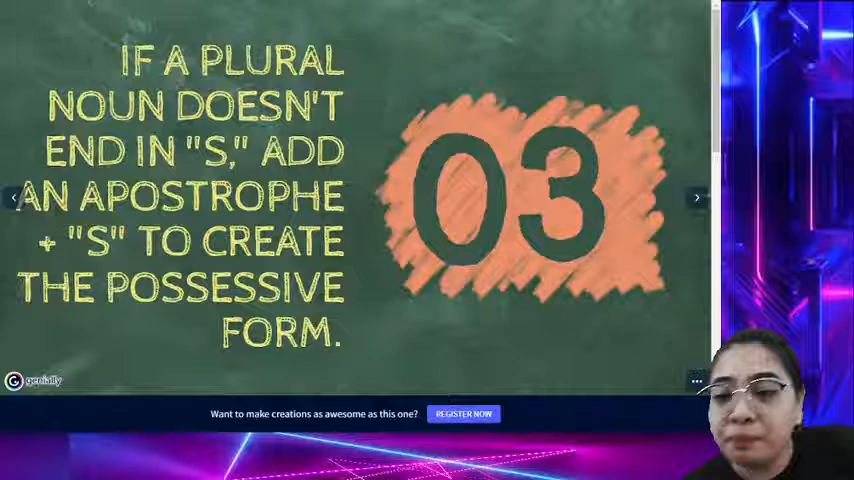 IF A PLURAL
NOUN DOESN'T
END IN "S," ADD
AN APOSTROPHE
+ "S" TO CREATE
THE POSSESSIVE
FORM.
03
genially
Want to make creations as awesome as this one?
REGISTER NOW